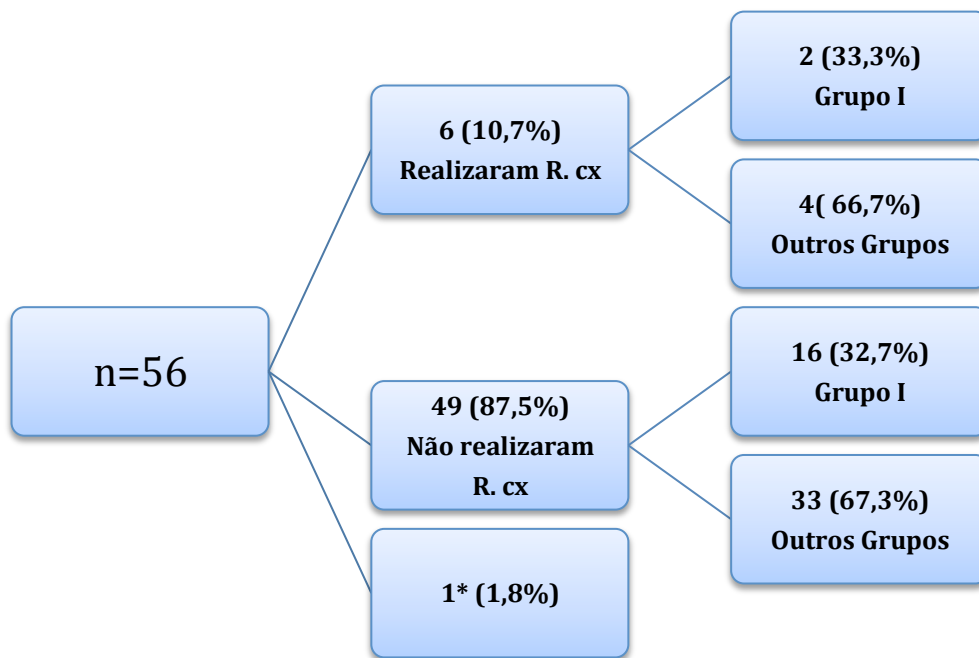 n=56
6 (10,7%)
Realizaram R. cx
2 (33,3%)
Grupo I
4( 66,7%)
Outros Grupos
49 (87,5%)
Não realizaram
R. cx
16 (32,7%)
Grupo I
33 (67,3%)
Outros Grupos
1* (1,8%)